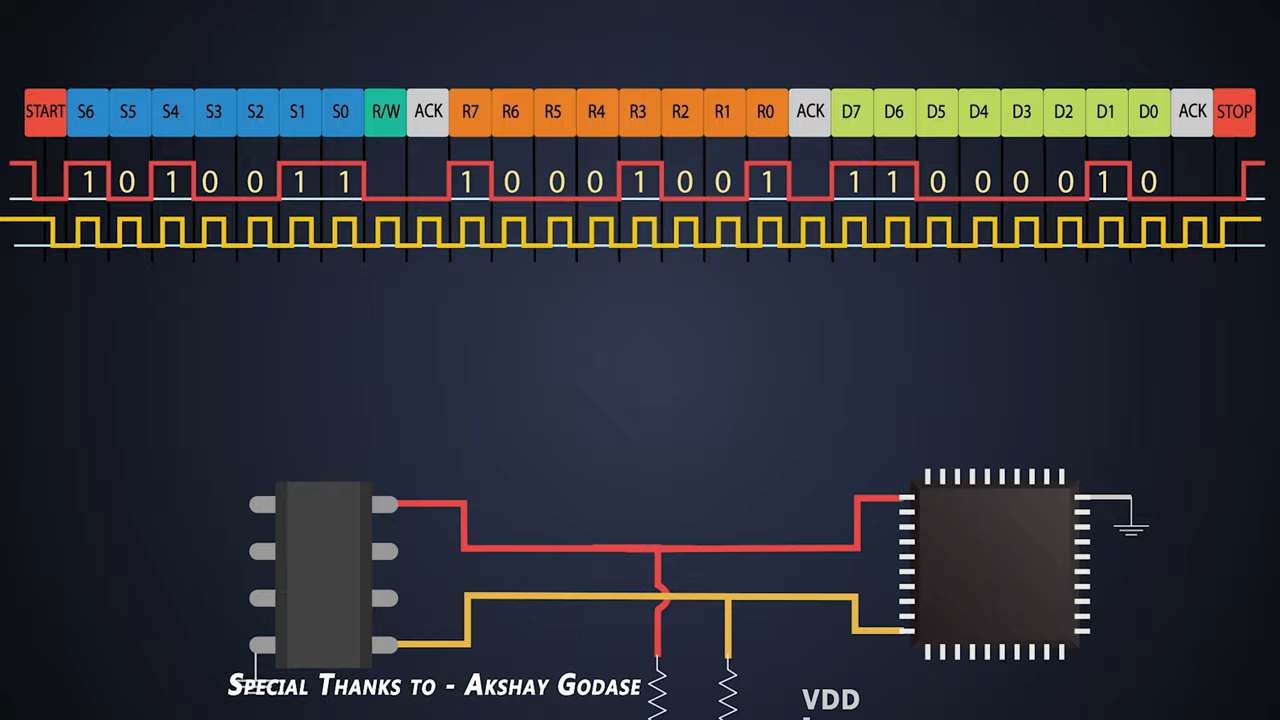 START S6 S5 S4 S3 S2 S1 S0 R/W ACK R7 R6 R5 R4 R3 R2 R1 R0 ACK D7 D6 D5 D4 D3 D2 D1 D0 ACK STOP
1 0 1 0 0 1 1 1 0 0 0 1 0 0 1 1 1 0 0 0 0 1 0
Special Thanks to - Akshay Godase
VDD